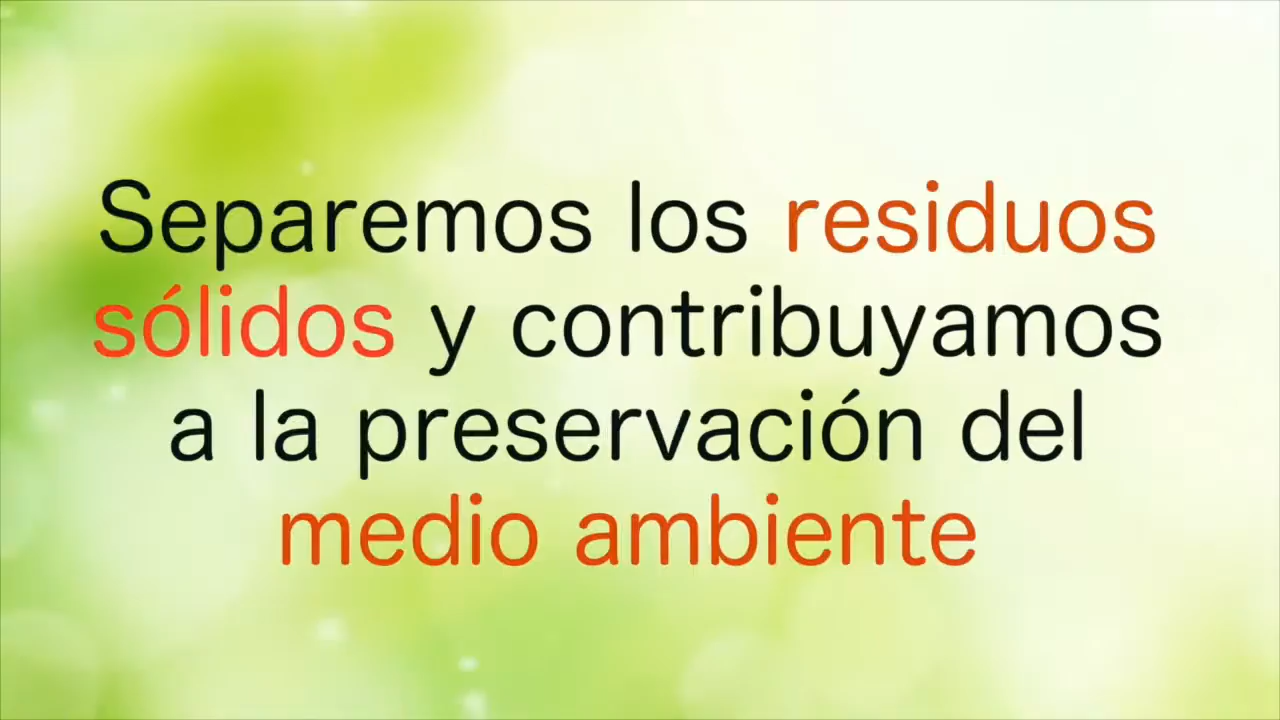 Separemos los residuos
sólidos y contribuyamos
a la preservación del
medio ambiente